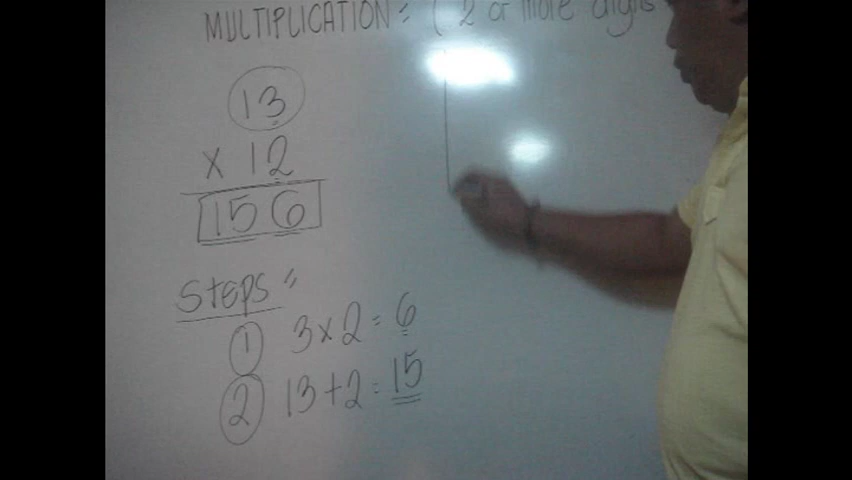 MULTIPLICATION = ( 2 or more digits
13
x 12
156
Steps =
1 3x2 = 6
2 13+2 = 15